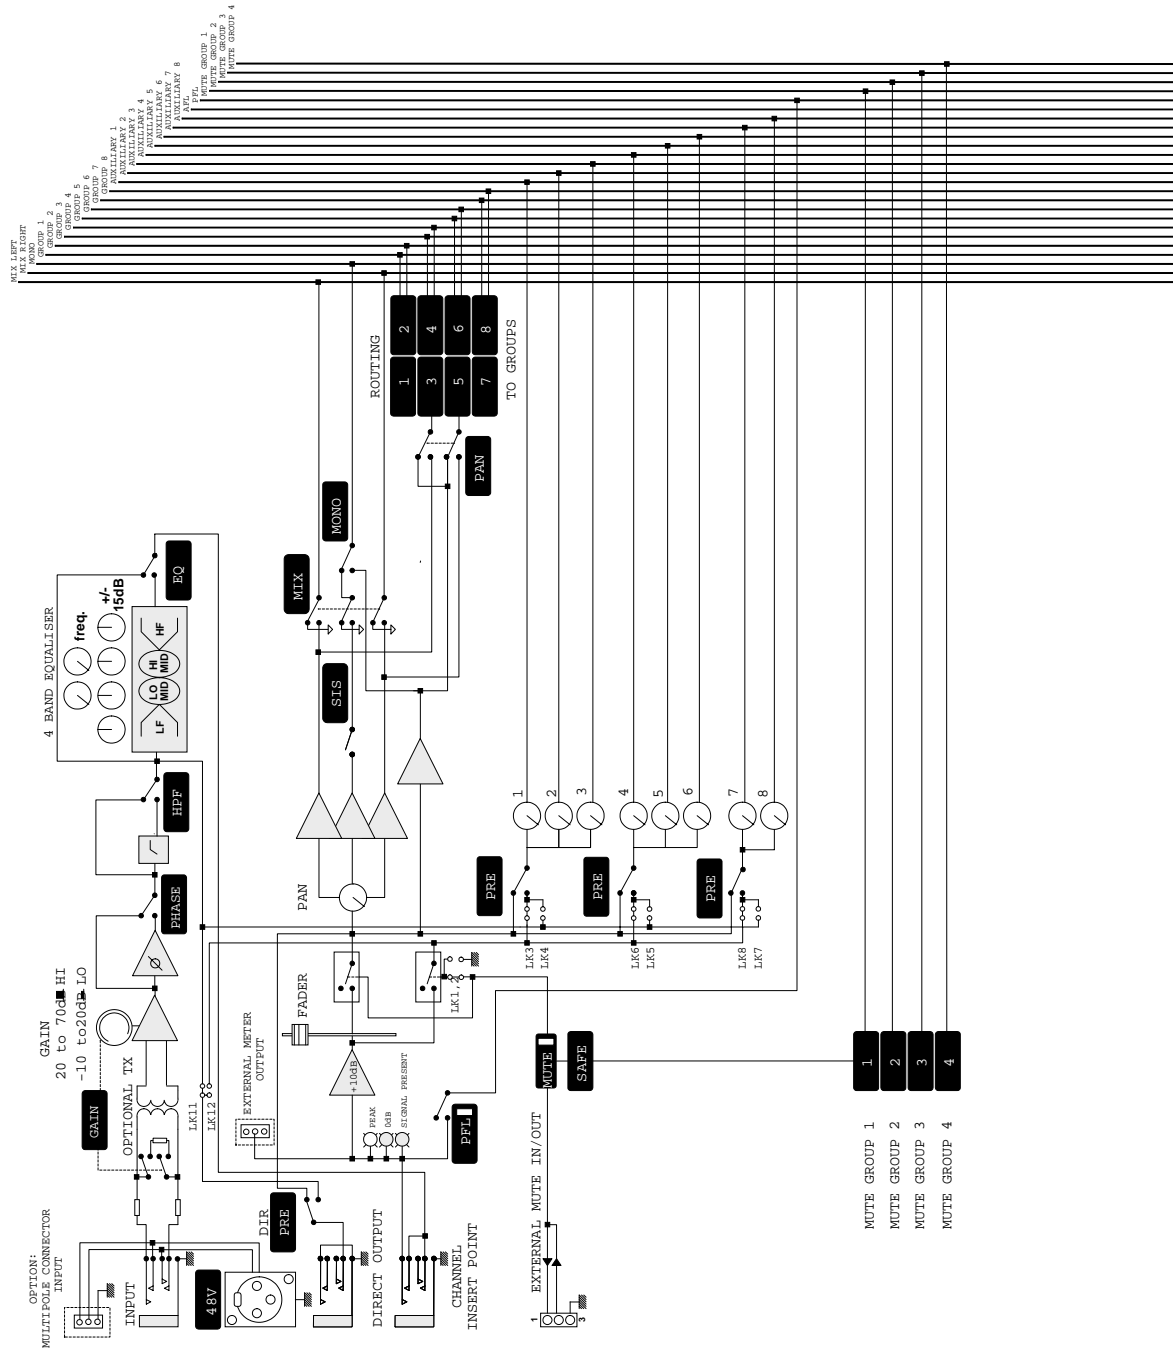 MIX LEFT
MIX RIGHT
MONO
GROUP 1
GROUP 2
GROUP 3
GROUP 4
GROUP 5
GROUP 6
GROUP 7
GROUP 8
AUXILIARY 1
AUXILIARY 2
AUXILIARY 3
AUXILIARY 4
AUXILIARY 5
AUXILIARY 6
AUXILIARY 7
AUXILIARY 8
AFL
PFL
MUTE GROUP 1
MUTE GROUP 2
MUTE GROUP 3
MUTE GROUP 4
OPTION:
MULTIPOLE CONNECTOR
INPUT
INPUT
48V
GAIN
OPTIONAL TX
GAIN
20 to 70dB HI
-10 to20dB LO
PHASE
HPF
4 BAND EQUALISER
freq.
+/-
15dB
LF
LO
MID
HI
MID
HF
EQ
LK11
LK12
DIR
PRE
DIRECT OUTPUT
CHANNEL
INSERT POINT
EXTERNAL METER
OUTPUT
+10dB
PEAK
0dB
SIGNAL PRESENT
PFL
FADER
LK1,2
PAN
SIS
MIX
MONO
PAN
ROUTING
1
2
3
4
5
6
7
8
TO GROUPS
PRE
LK3
LK4
1
2
3
PRE
LK6
LK5
4
5
6
PRE
LK8
LK7
7
8
EXTERNAL MUTE IN/OUT
1
3
MUTE
SAFE
MUTE GROUP 1
MUTE GROUP 2
MUTE GROUP 3
MUTE GROUP 4
1
2
3
4